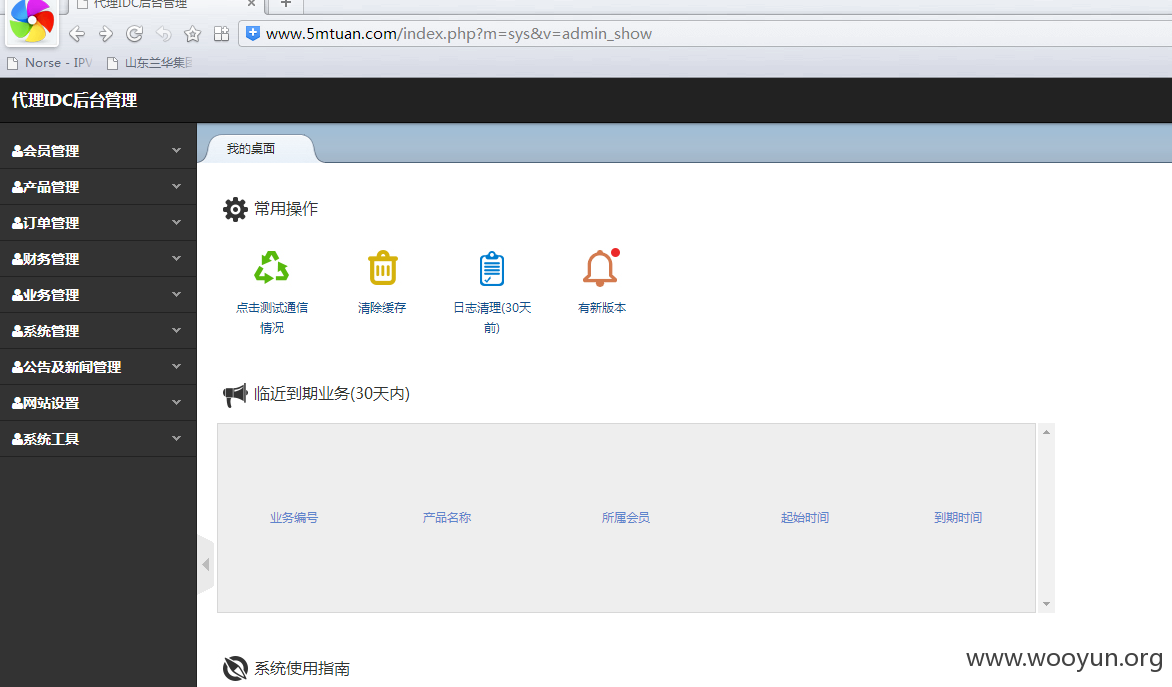 代理IDC后台管理
www.5mtuan.com/index.php?m=sys&v=admin_show
Norse - IPV
山东兰华集团
代理IDC后台管理
会员管理
产品管理
订单管理
财务管理
业务管理
系统管理
公告及新闻管理
网站设置
系统工具
我的桌面
常用操作
点击测试通信
情况
清除缓存
日志清理(30天
前)
有新版本
临近到期业务(30天内)
业务编号 产品名称 所属会员 起始时间 到期时间
系统使用指南
www.wooyun.org